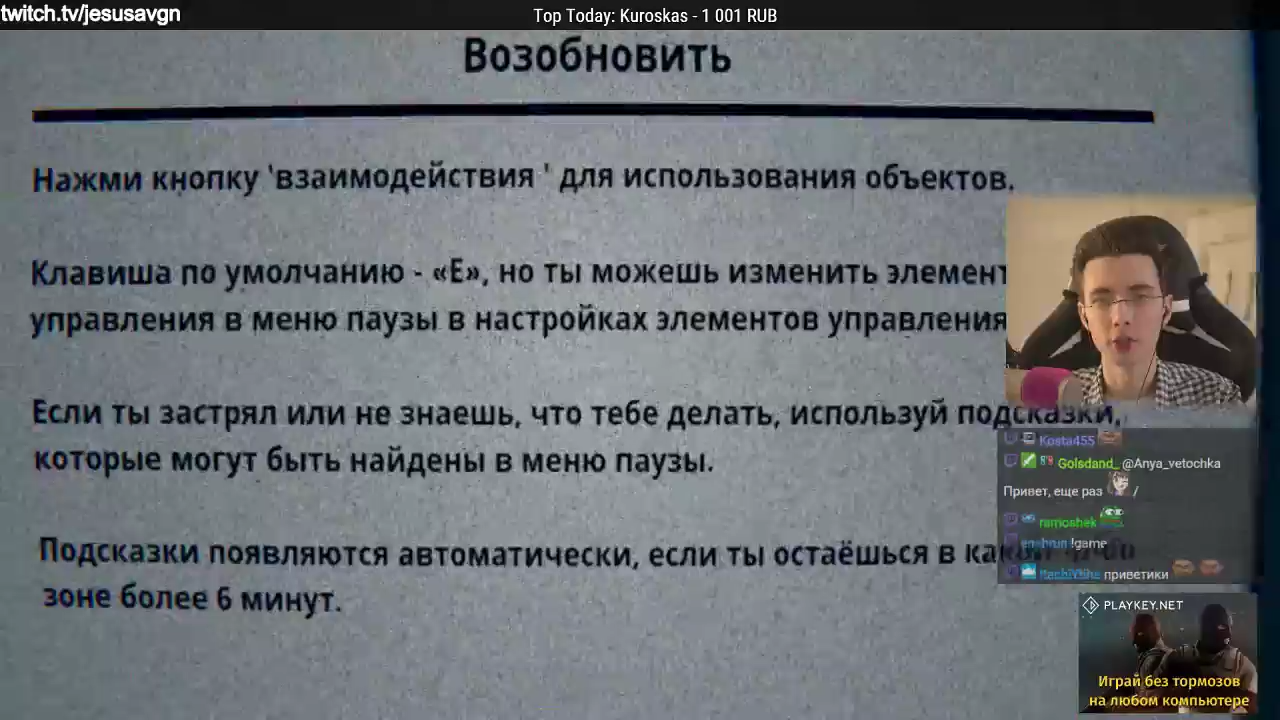 twitch.tv/jesusavgn
Top Today: Kuroskas - 1 001 RUB
Возобновить
Нажми кнопку 'взаимодействия ' для использования объектов.
Клавиша по умолчанию - «Е», но ты можешь изменить элемент
управления в меню паузы в настройках элементов управления
Если ты застрял или не знаешь, что тебе делать, используй подсказки,
которые могут быть найдены в меню паузы.
Подсказки появляются автоматически, если ты остаёшься в
зоне более 6 минут.
Kosta455
Golsdand_ @Anya_vetochka
Привет, еще раз /
ramoshek
!game
приветики
PLAYKEY.NET
Играй без тормозов
на любом компьютере